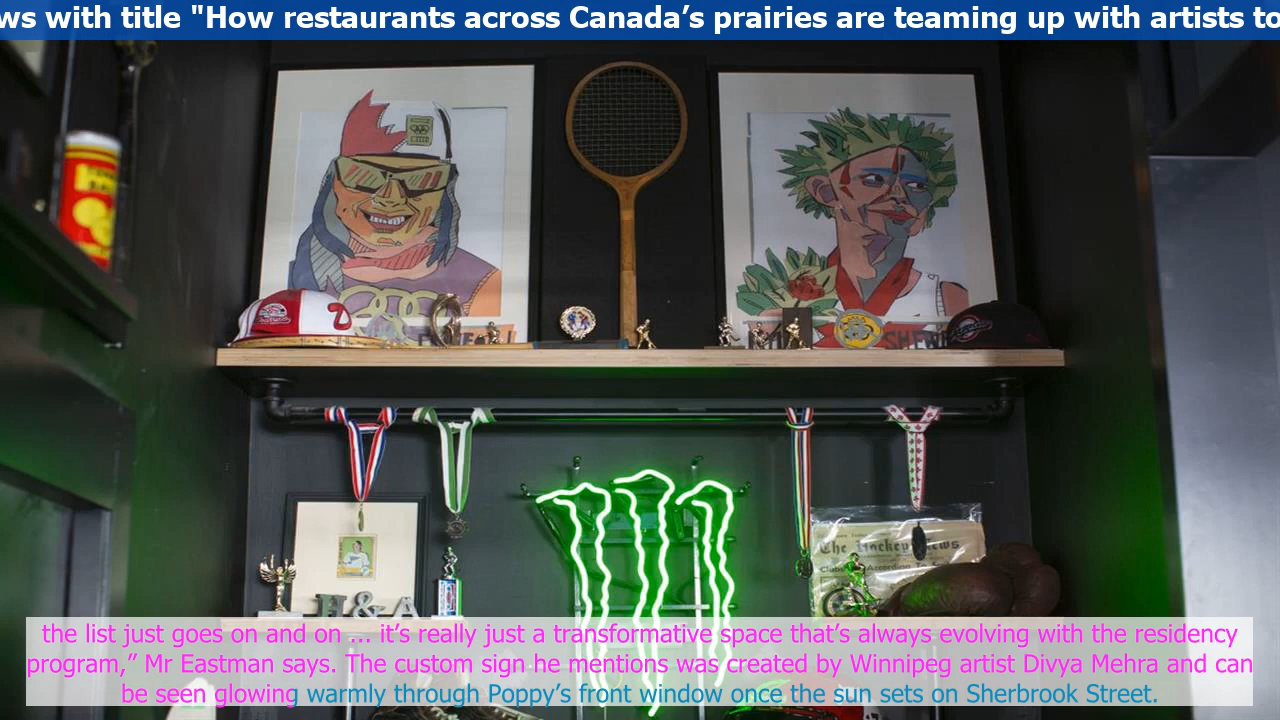 ws with title "How restaurants across Canada’s prairies are teaming up with artists to
The Hockey News
H & A
the list just goes on and on ... it’s really just a transformative space that’s always evolving with the residency
program,” Mr Eastman says. The custom sign he mentions was created by Winnipeg artist Divya Mehra and can
be seen glowing warmly through Poppy’s front window once the sun sets on Sherbrook Street.